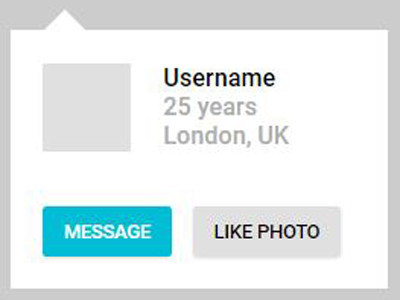 Username
25 years
London, UK
MESSAGE
LIKE PHOTO